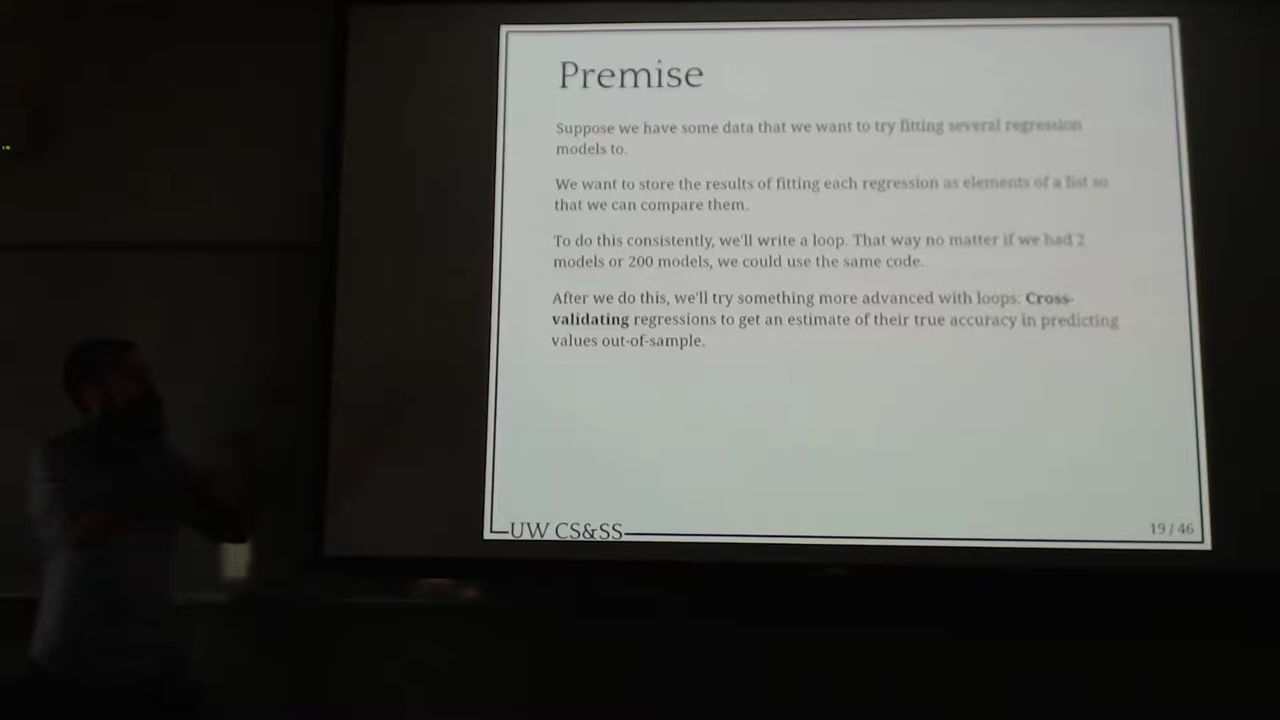 Premise
Suppose we have some data that we want to try fitting several regression
models to.
We want to store the results of fitting each regression as elements of a list so
that we can compare them.
To do this consistently, we'll write a loop. That way no matter if we had 2
models or 200 models, we could use the same code.
After we do this, we'll try something more advanced with loops: Cross-
validating regressions to get an estimate of their true accuracy in predicting
values out-of-sample.
UW CS&SS
19 / 46